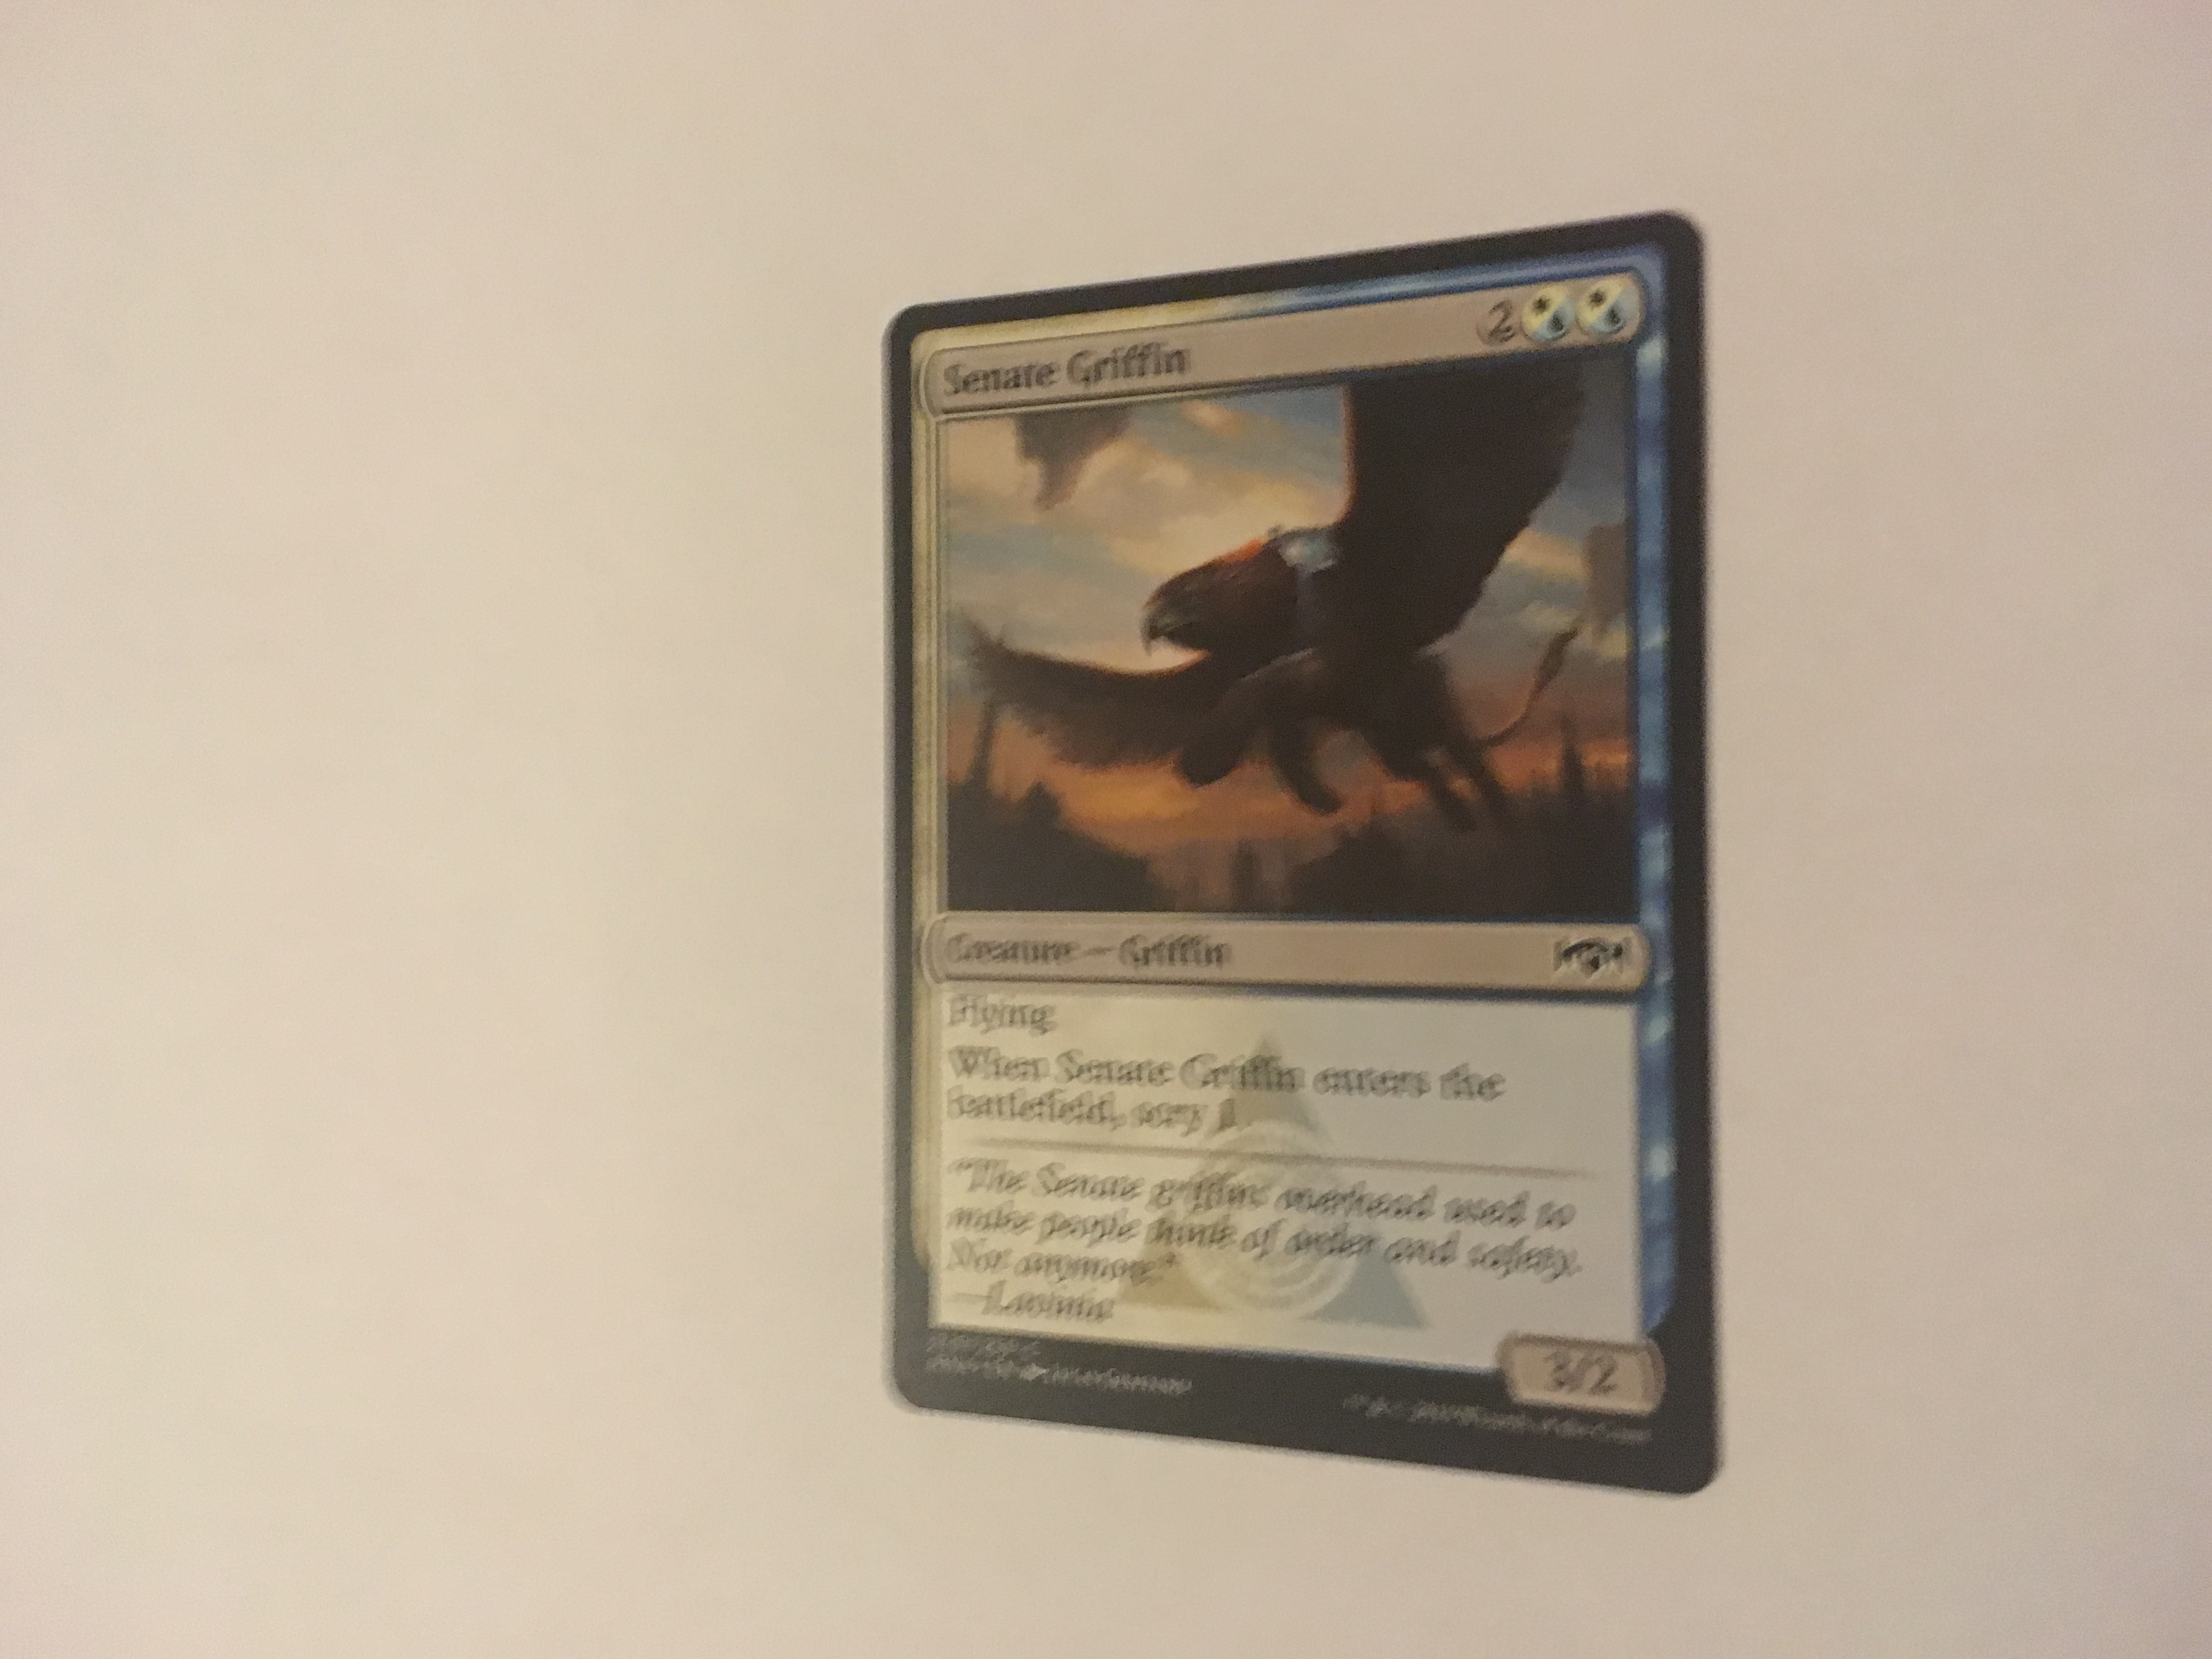 Senate Griffin
2
Creature — Griffin
Flying
When Senate Griffin enters the
battlefield, scry 1.
"The Senate griffins overhead used to
make people think of order and safety.
Not anymore."
—Lavinia
3/2